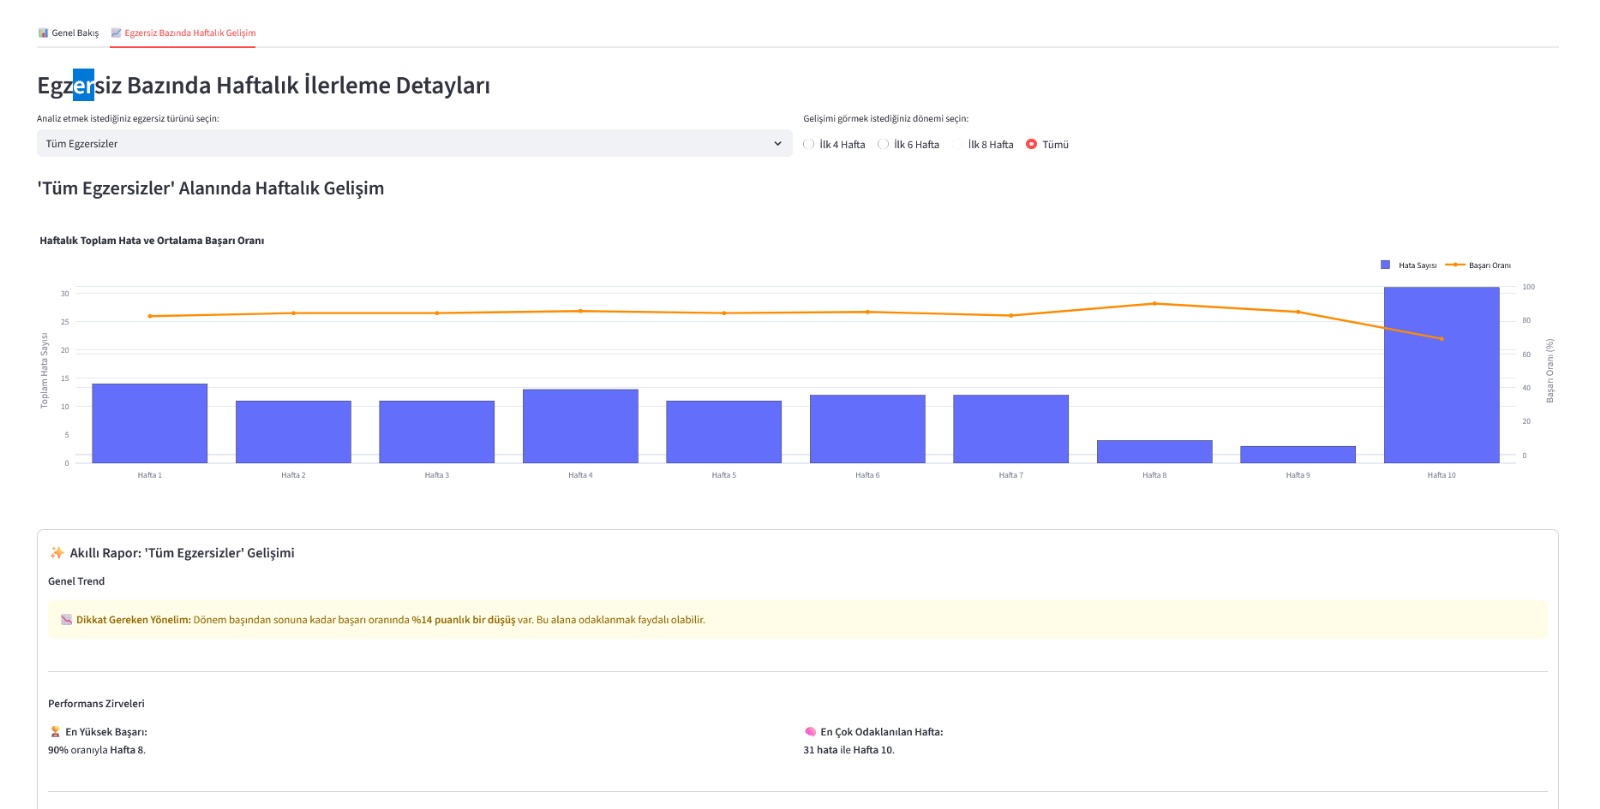 Genel Bakış
Egzersiz Bazında Haftalık Gelişim
Egzersiz Bazında Haftalık İlerleme Detayları
Analiz etmek istediğiniz egzersiz türünü seçin:
Tüm Egzersizler
Gelişimi görmek istediğiniz dönemi seçin:
İlk 4 Hafta
İlk 6 Hafta
İlk 8 Hafta
Tümü
'Tüm Egzersizler' Alanında Haftalık Gelişim
Haftalık Toplam Hata ve Ortalama Başarı Oranı
Hata Sayısı
Başarı Oranı
Toplam Hata Sayısı
30
25
20
15
10
5
0
100
80
60
40
20
0
Başarı Oranı (%)
Hafta 1
Hafta 2
Hafta 3
Hafta 4
Hafta 5
Hafta 6
Hafta 7
Hafta 8
Hafta 9
Hafta 10
Akıllı Rapor: 'Tüm Egzersizler' Gelişimi
Genel Trend
Dikkat Gereken Yönelim: Dönem başından sonuna kadar başarı oranında %14 puanlık bir düşüş var. Bu alana odaklanmak faydalı olabilir.
Performans Zirveleri
En Yüksek Başarı:
90% oranıyla Hafta 8.
En Çok Odaklanılan Hafta:
31 hata ile Hafta 10.